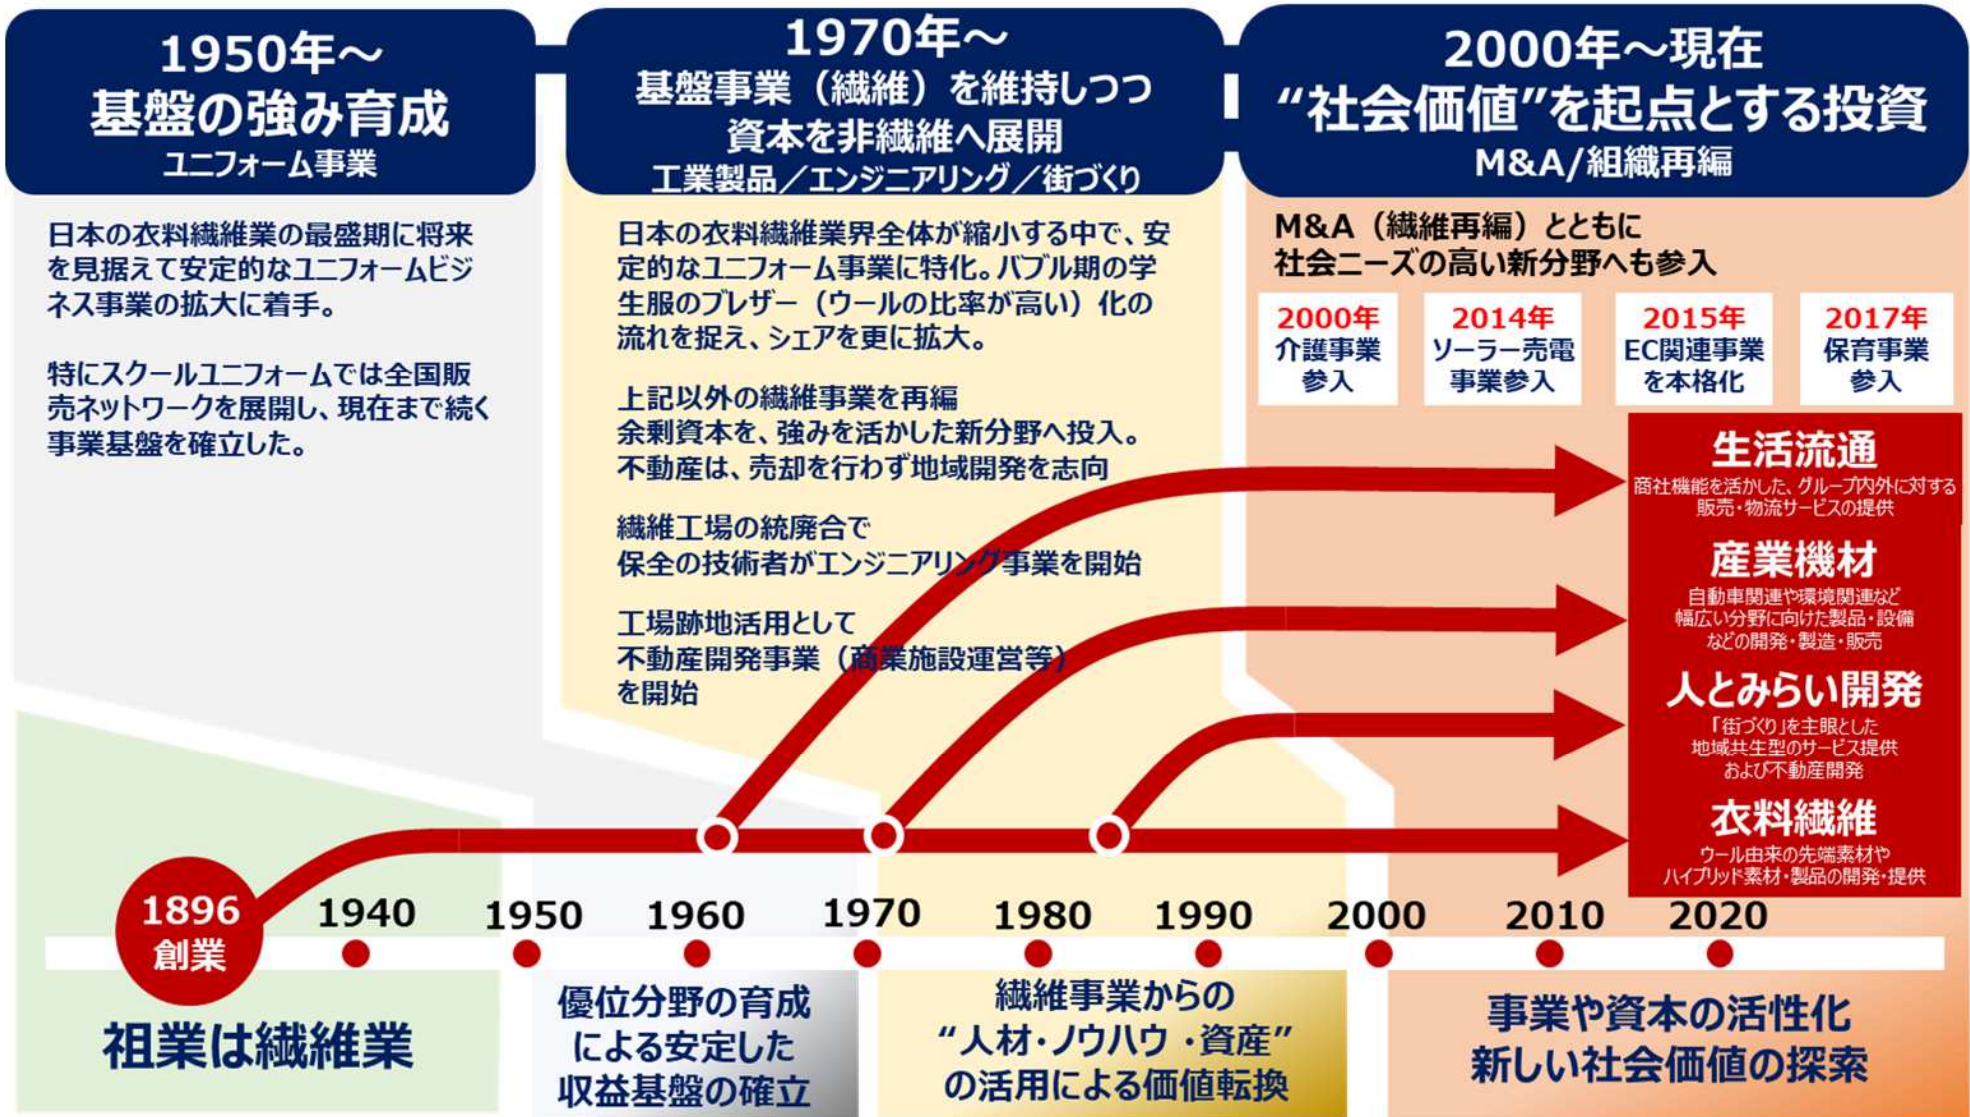 1950年～
基盤の強み育成
ユニフォーム事業
日本の衣料繊維業の最盛期に将来
を見据えて安定的なユニフォームビジ
ネス事業の拡大に着手。
特にスクールユニフォームでは全国販
売ネットワークを展開し、現在まで続く
事業基盤を確立した。
1970年～
基盤事業（繊維）を維持しつつ
資本を非繊維へ展開
工業製品／エンジニアリング／街づくり
日本の衣料繊維業界全体が縮小する中で、安
定的なユニフォーム事業に特化。バブル期の学
生服のブレザー（ウールの比率が高い）化の
流れを捉え、シェアを更に拡大。
上記以外の繊維事業を再編
余剰資本を、強みを活かした新分野へ投入。
不動産は、売却を行わず地域開発を志向
繊維工場の統廃合で
保全の技術者がエンジニアリング事業を開始
工場跡地活用として
不動産開発事業（商業施設運営等）
を開始
2000年～現在
“社会価値”を起点とする投資
M&A/組織再編
M&A（繊維再編）とともに
社会ニーズの高い新分野へも参入
2000年
介護事業
参入
2014年
ソーラー売電
事業参入
2015年
EC関連事業
を本格化
2017年
保育事業
参入
生活流通
商社機能を活かした、グループ内外に対する
販売・物流サービスの提供
産業機材
自動車関連や環境関連など
幅広い分野に向けた製品・設備
などの開発・製造・販売
人とみらい開発
「街づくり」を主眼とした
地域共生型のサービス提供
および不動産開発
衣料繊維
ウール由来の先端素材や
ハイブリッド素材・製品の開発・提供
1896
創業
1940
1950
1960
1970
1980
1990
2000
2010
2020
祖業は繊維業
優位分野の育成
による安定した
収益基盤の確立
繊維事業からの
“人材・ノウハウ・資産”
の活用による価値転換
事業や資本の活性化
新しい社会価値の探索